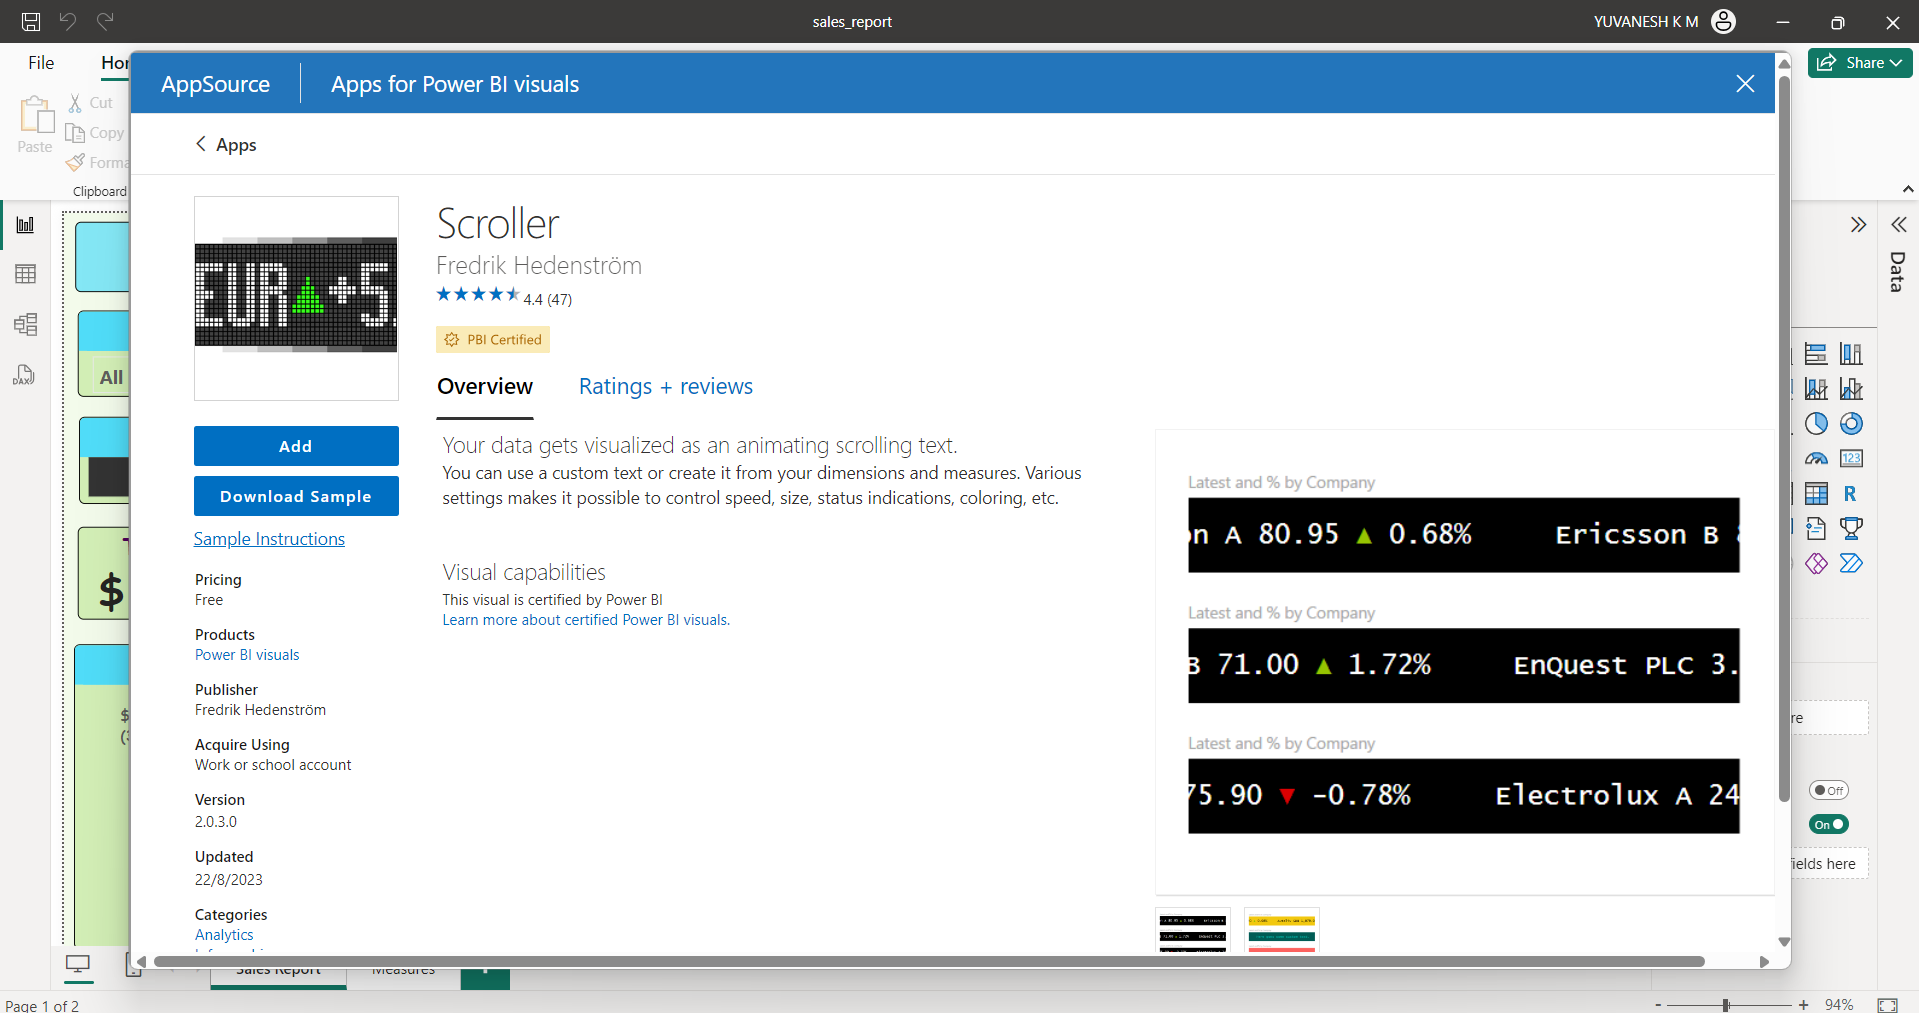 sales_report
YUVANESH K M
File
Share
Cut
Copy
Paste
Clipboard
AppSource
Apps for Power BI visuals
Apps
EUR▲+5
Scroller
Fredrik Hedenström
4.4 (47)
PBI Certified
Overview
Ratings + reviews
Add
Download Sample
Sample Instructions
Pricing
Free
Products
Power BI visuals
Publisher
Fredrik Hedenström
Acquire Using
Work or school account
Version
2.0.3.0
Updated
22/8/2023
Categories
Analytics
Your data gets visualized as an animating scrolling text.
You can use a custom text or create it from your dimensions and measures. Various
settings makes it possible to control speed, size, status indications, coloring, etc.
Visual capabilities
This visual is certified by Power BI
Learn more about certified Power BI visuals.
Latest and % by Company
n A 80.95 ▲ 0.68% Ericsson B
Latest and % by Company
B 71.00 ▲ 1.72% EnQuest PLC 3.
Latest and % by Company
75.90 ▼ -0.78% Electrolux A 24
All
$
$
Data
123
R
re
Off
On
fields here
DAX
Sales Report
Measures
Page 1 of 2
- + 94%